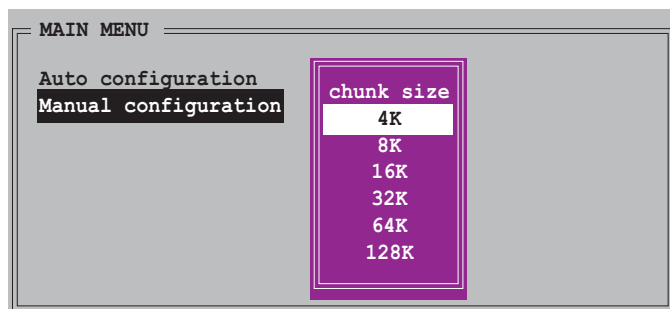 MAIN MENU
Auto configuration
Manual configuration
chunk size
4K
8K
16K
32K
64K
128K